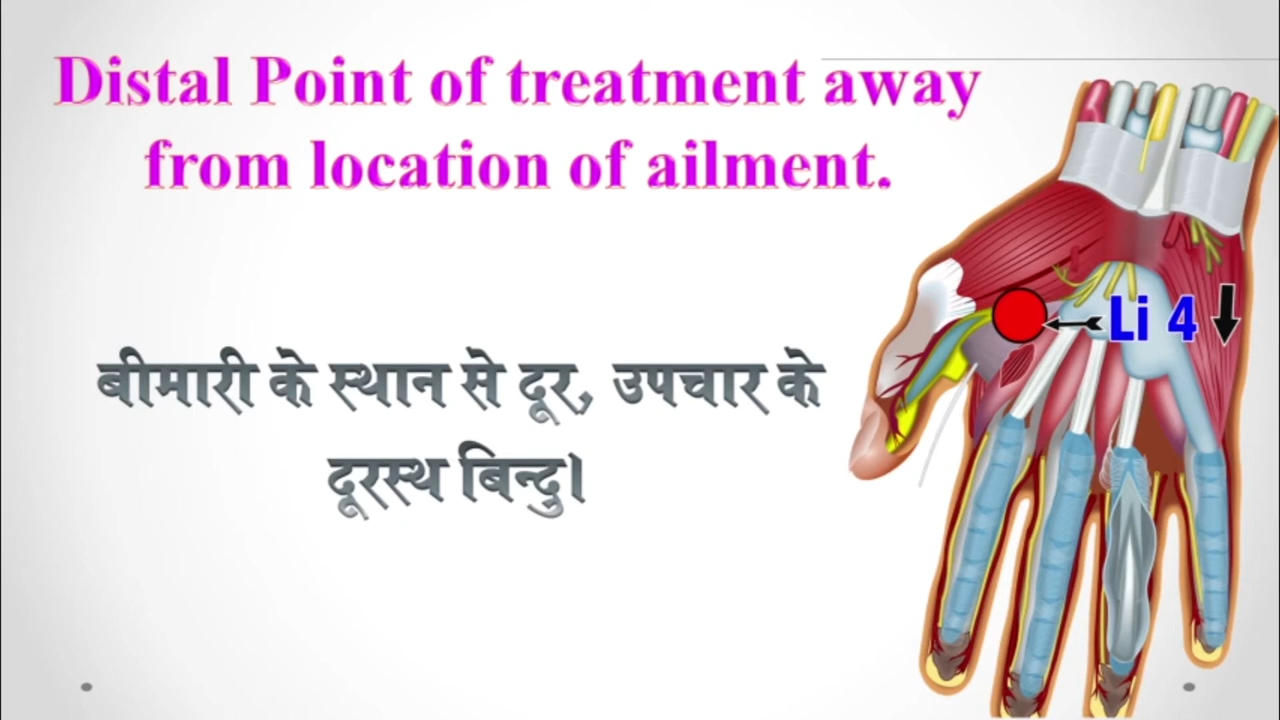 Distal Point of treatment away
from location of ailment.
Li 4
बीमारी के स्थान से दूर, उपचार के
दूरस्थ बिन्दु।